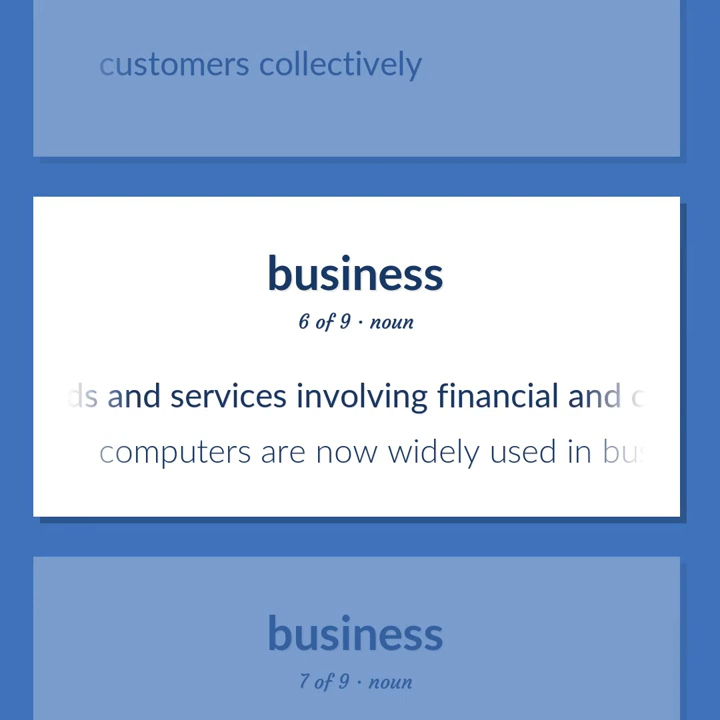 customers collectively
business
6 of 9 · noun
and services involving financial and
computers are now widely used in
business
7 of 9 · noun